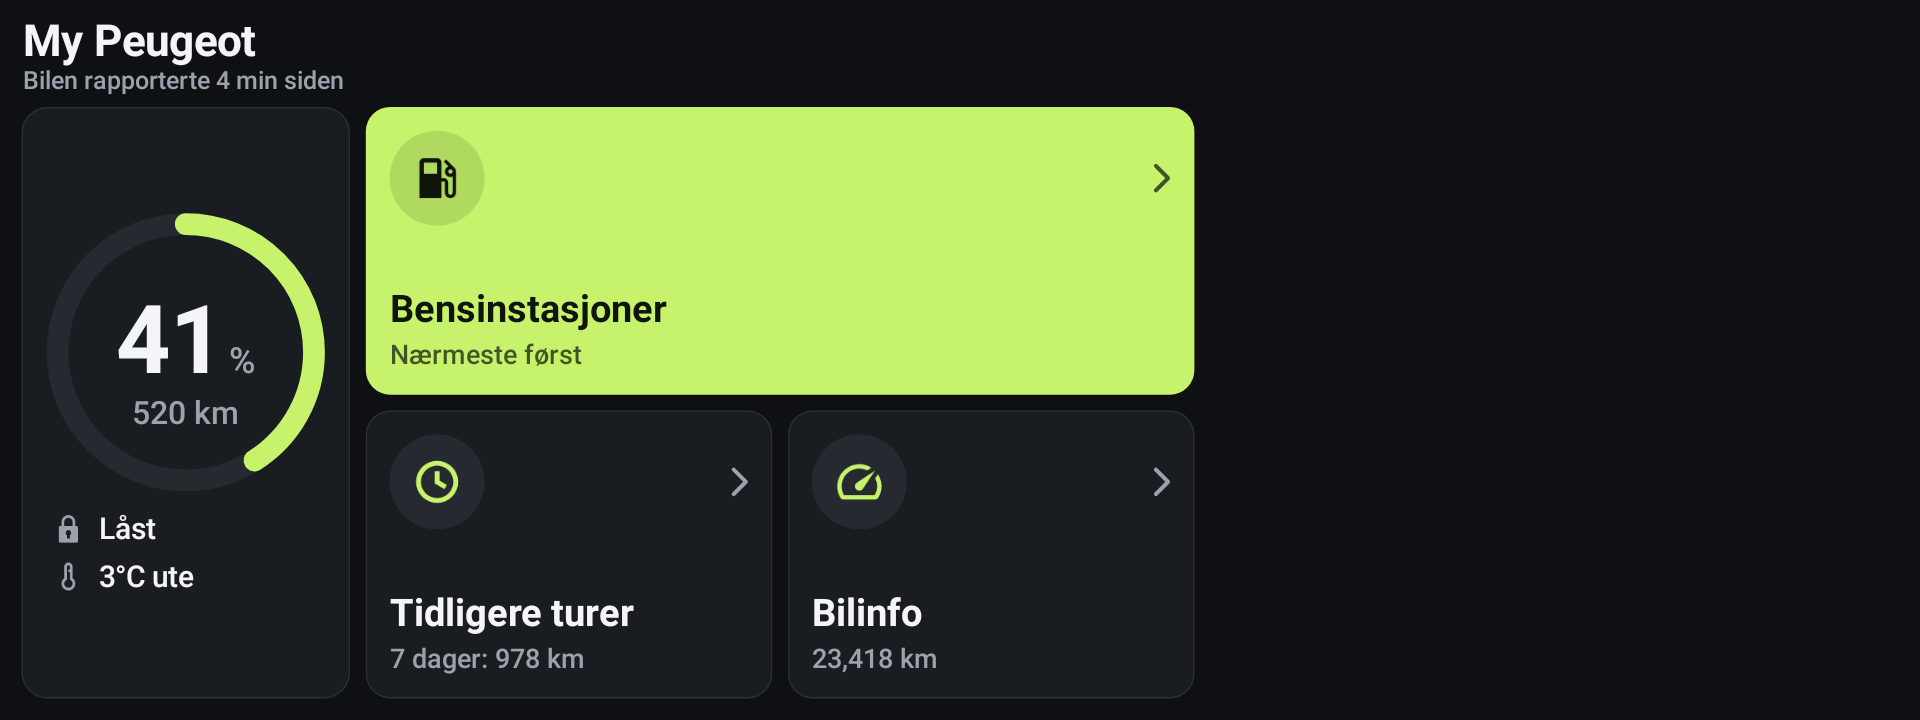 My Peugeot
Bilen rapporterte 4 min siden
41 %
520 km
Låst
3°C ute
Bensinstasjoner
Nærmeste først
Tidligere turer
7 dager: 978 km
Bilinfo
23,418 km